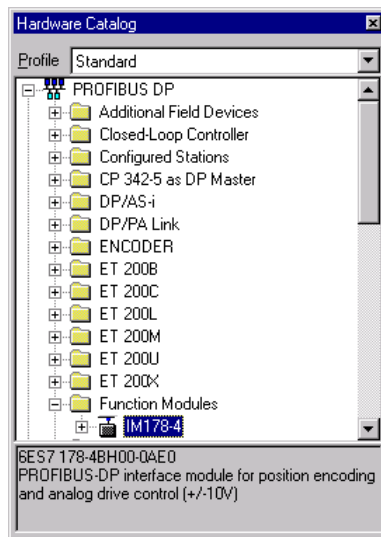 Hardware Catalog
Profile Standard
PROFIBUS DP
Additional Field Devices
Closed-Loop Controller
Configured Stations
CP 342-5 as DP Master
DP/AS-i
DP/PA Link
ENCODER
ET 200B
ET 200C
ET 200L
ET 200M
ET 200U
ET 200X
Function Modules
IM178-4
6ES7 178-4BH00-0AE0
PROFIBUS-DP interface module for position encoding
and analog drive control (+/-10V)